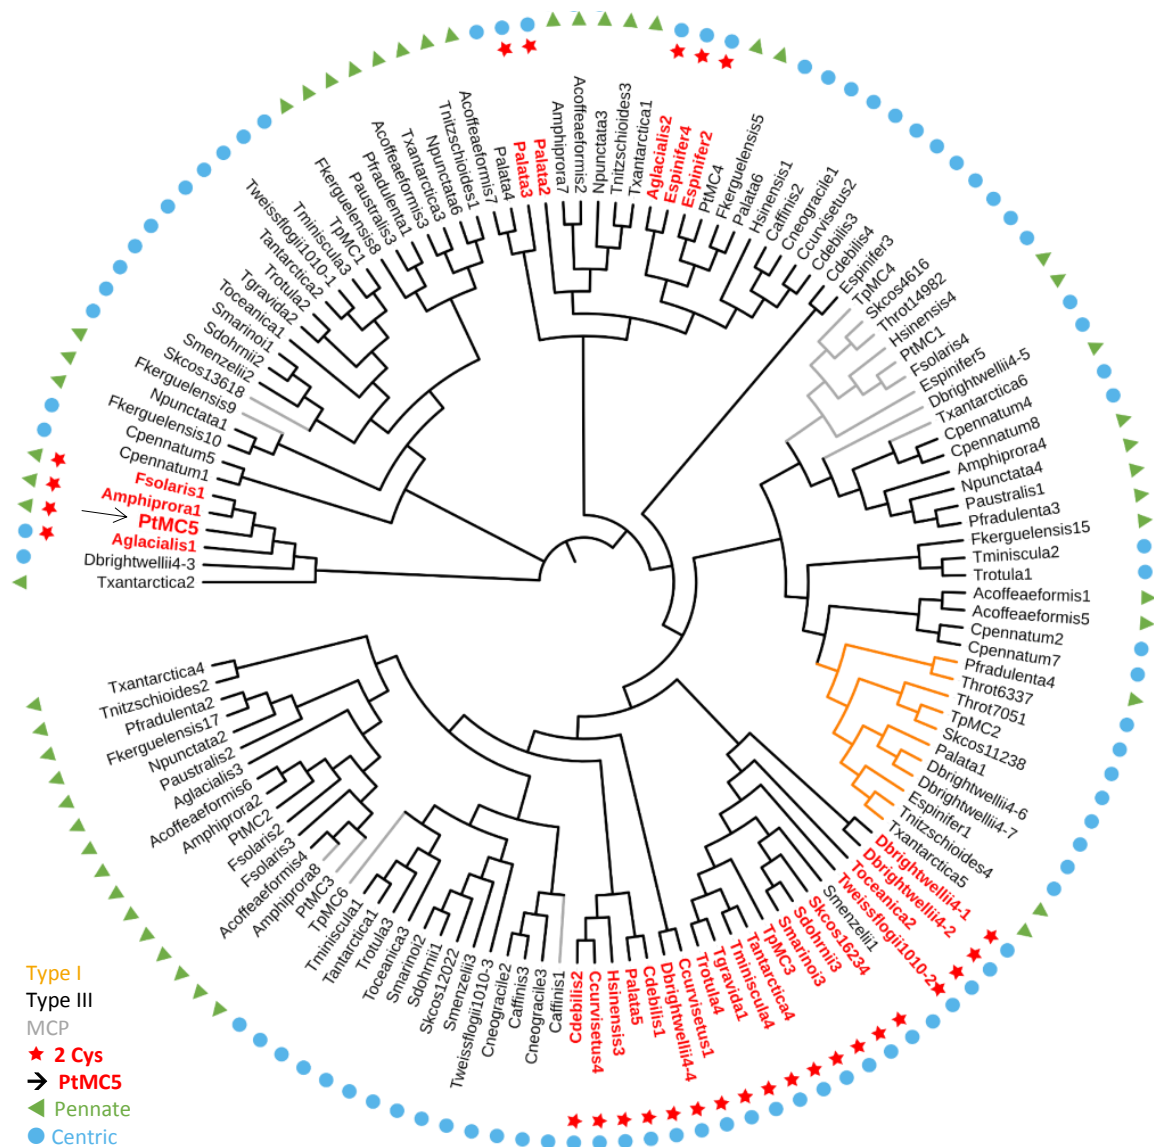 Txantarctica2
Dbrightwellii4-3
Aglacialis1
PtMC5
Amphiprora1
Fsolaris1
Cpennatum1
Cpennatum5
Fkerguelensis10
Npunctata1
Fkerguelensis9
Skcos13618
Smenzelii2
Sdohrnii2
Smarinoi1
Toceanica1
Tgravida2
Trotula2
Tantarctica2
Tweissflogii1010-1
Tminiscula3
TpMC1
Fkerguelensis8
Paustralis3
Pfradulenta1
Acoffeaeformis3
Txantarctica3
Npunctata6
Tnitzschioides1
Acoffeaeformis7
Palata4
Palata3
Palata2
Amphiprora7
Acoffeaeformis2
Npunctata3
Tnitzschioides3
Txantarctica1
Aglacialis2
Espinifer4
Espinifer2
PtMC4
Fkerguelensis5
Palata6
Hsinensis1
Caffinis2
Cneogracile1
Ccurvisetus2
Cdebilis3
Cdebilis4
Espinifer3
TpMC4
Skcos4616
Throt14982
Hsinensis4
PtMC1
Fsolaris4
Espinifer5
Dbrightwellii4-5
Txantarctica6
Cpennatum4
Cpennatum8
Amphiprora4
Npunctata4
Paustralis1
Pfradulenta3
Fkerguelensis15
Tminiscula2
Trotula1
Acoffeaeformis1
Acoffeaeformis5
Cpennatum2
Cpennatum7
Pfradulenta4
Throt6337
Throt7051
TpMC2
Skcos11238
Palata1
Dbrightwellii4-6
Dbrightwellii4-7
Espinifer1
Tnitzschioides4
Txantarctica5
Dbrightwellii4-1
Dbrightwellii4-2
Toceanica2
Tweissflogii1010-2
Smenzelii1
Skcos16234
Sdohrnii3
Smarinoi3
TpMC3
Tantarctica4
Tminiscula4
Tgravida1
Trotula4
Ccurvisetus1
Dbrightwellii4-4
Cdebilis1
Palata5
Hsinensis3
Ccurvisetus4
Cdebilis2
Caffinis1
Cneogracile3
Caffinis3
Cneogracile2
Tweissflogii1010-3
Smenzelii3
Skcos12022
Sdohrnii1
Smarinoi2
Toceanica3
Trotula3
Tantarctica1
Tminiscula1
TpMC6
PtMC3
Amphiprora8
Acoffeaeformis4
Fsolaris3
Fsolaris2
PtMC2
Amphiprora2
Acoffeaeformis6
Aglacialis3
Paustralis2
Npunctata2
Fkerguelensis17
Pfradulenta2
Tnitzschioides2
Txantarctica4
Type I
Type III
MCP
2 Cys
PtMC5
Pennate
Centric